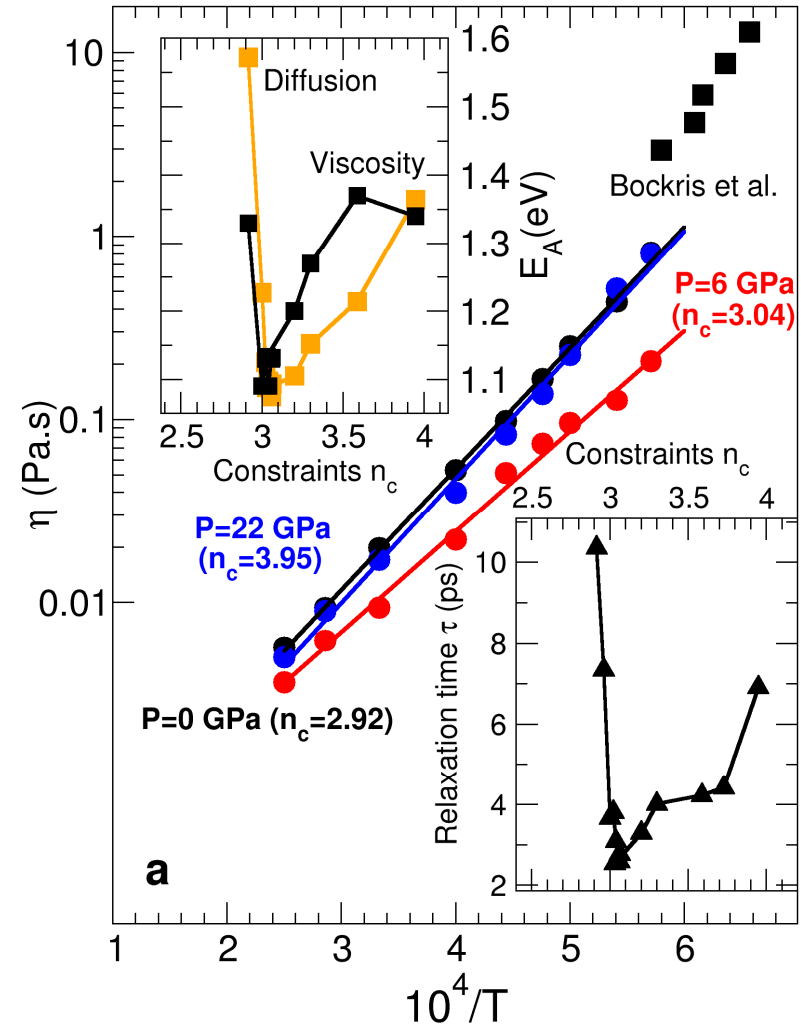 10
1
0.1
0.01
η (Pa.s)
1
2
3
4
5
6
10^4/T
Diffusion
Viscosity
1.6
1.5
1.4
1.3
1.2
1.1
E_A(eV)
2.5
3
3.5
4
Constraints n_c
Bockris et al.
P=6 GPa
(n_c=3.04)
P=22 GPa
(n_c=3.95)
P=0 GPa (n_c=2.92)
Constraints n_c
2.5
3
3.5
4
10
8
6
4
2
Relaxation time τ (ps)
a